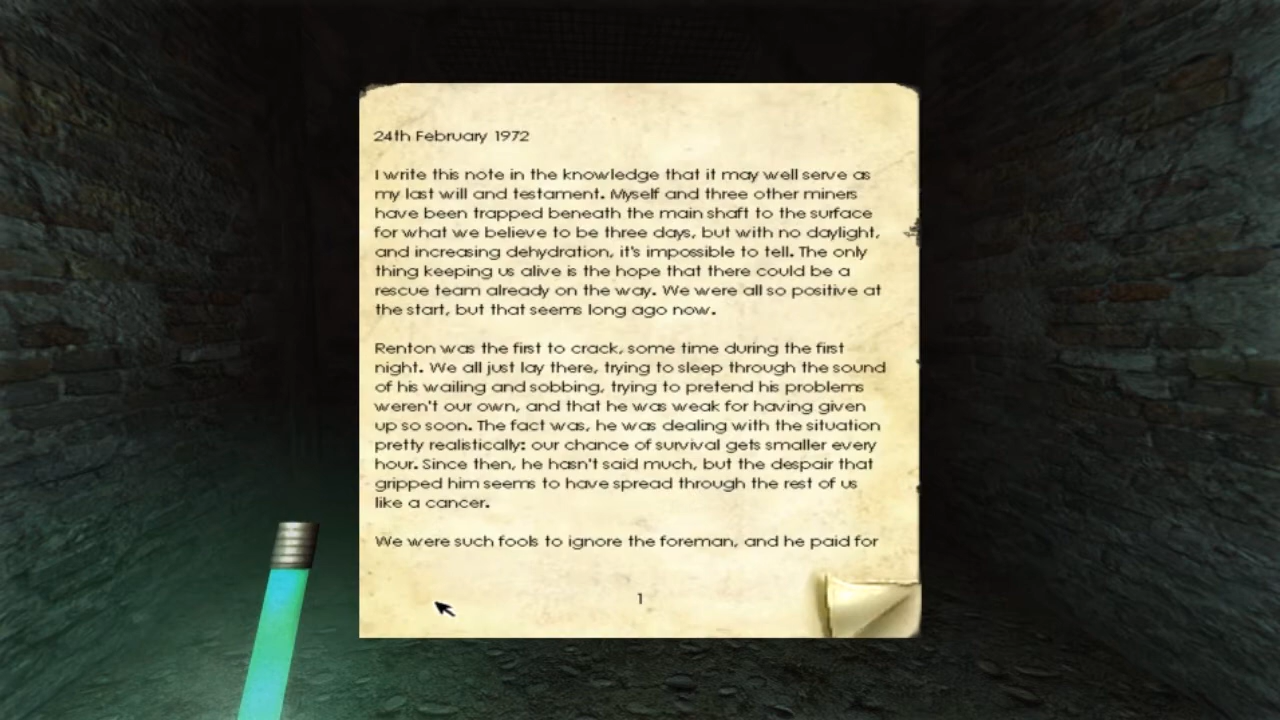 24th February 1972
I write this note in the knowledge that it may well serve as
my last will and testament. Myself and three other miners
have been trapped beneath the main shaft to the surface
for what we believe to be three days, but with no daylight,
and increasing dehydration, it's impossible to tell. The only
thing keeping us alive is the hope that there could be a
rescue team already on the way. We were all so positive at
the start, but that seems long ago now.
Renton was the first to crack, some time during the first
night. We all just lay there, trying to sleep through the sound
of his wailing and sobbing, trying to pretend his problems
weren't our own, and that he was weak for having given
up so soon. The fact was, he was dealing with the situation
pretty realistically: our chance of survival gets smaller every
hour. Since then, he hasn't said much, but the despair that
gripped him seems to have spread through the rest of us
like a cancer.
We were such fools to ignore the foreman, and he paid for
1